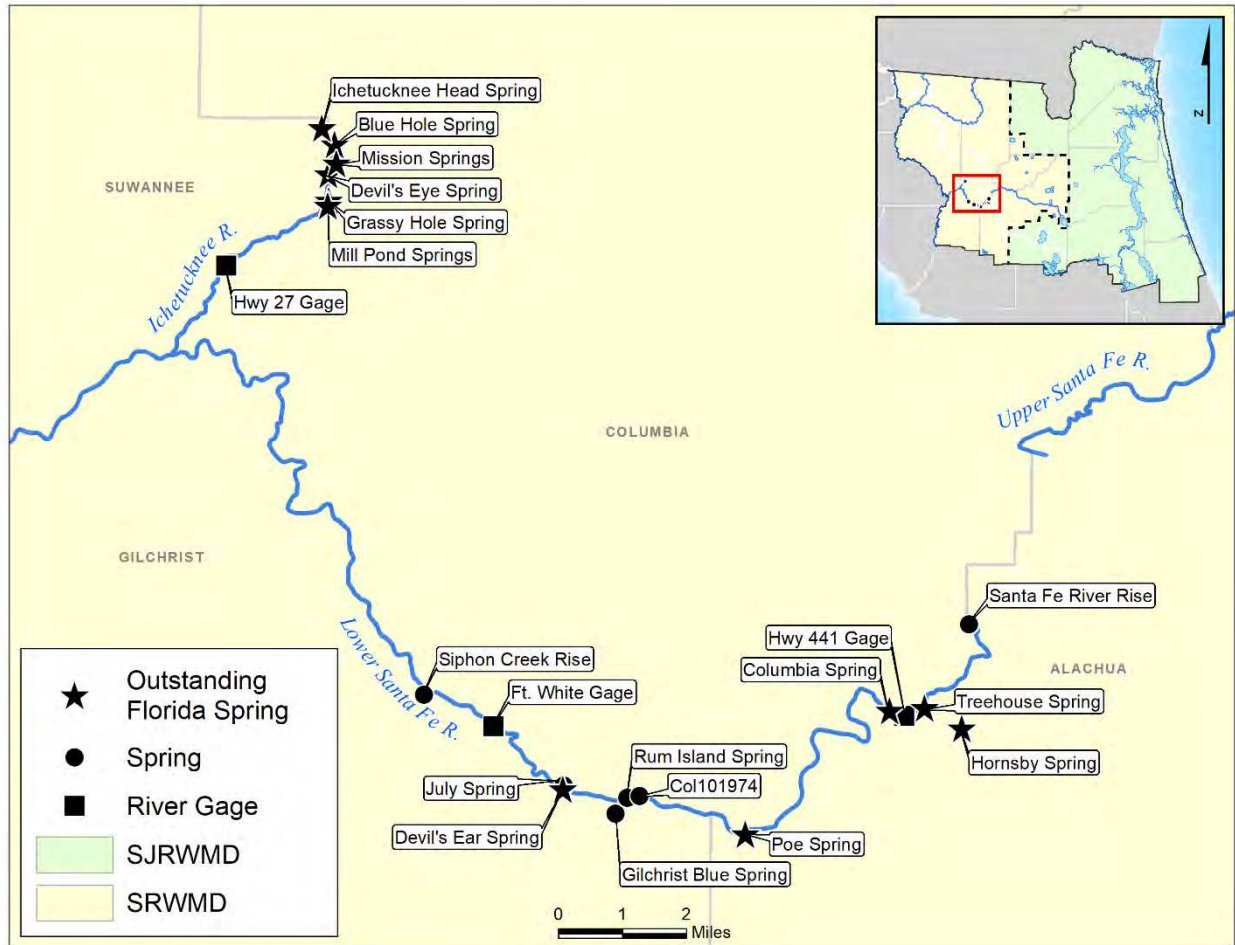 Ichetucknee Head Spring
Blue Hole Spring
Mission Springs
Devil's Eye Spring
Grassy Hole Spring
Mill Pond Springs
SUWANNEE
Ichetucknee R.
Hwy 27 Gage
N
Upper Santa Fe R.
COLUMBIA
GILCHRIST
Santa Fe River Rise
Hwy 441 Gage
Columbia Spring
ALACHUA
Siphon Creek Rise
Lower Santa Fe R.
Ft. White Gage
Treehouse Spring
Hornsby Spring
Rum Island Spring
July Spring
Col101974
Devil's Ear Spring
Poe Spring
Gilchrist Blue Spring
Outstanding
Florida Spring
Spring
River Gage
SJRWMD
SRWMD
0 1 2
Miles